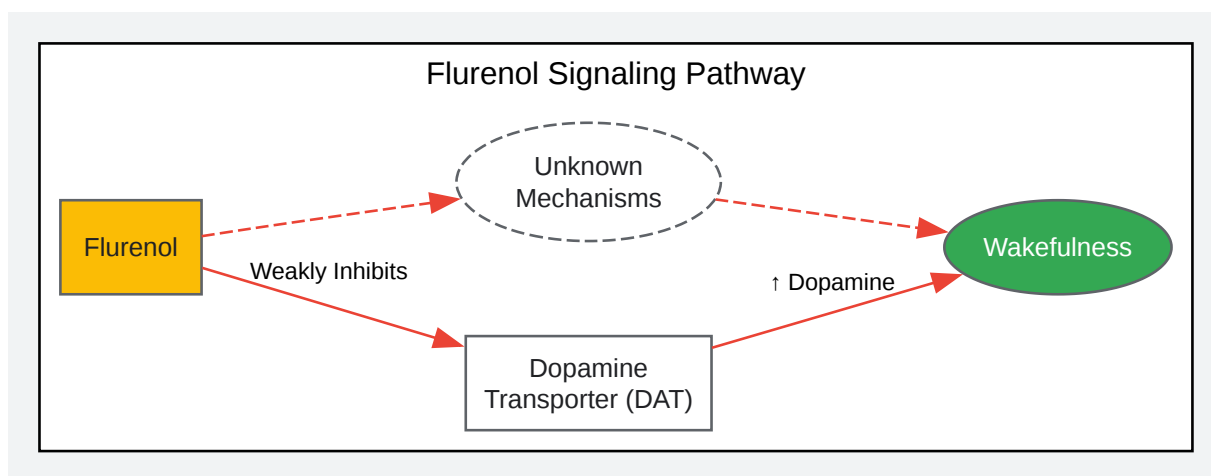 Flurenol Signaling Pathway
Unknown
Mechanisms
Flurenol
Wakefulness
Weakly Inhibits
↑ Dopamine
Dopamine
Transporter (DAT)